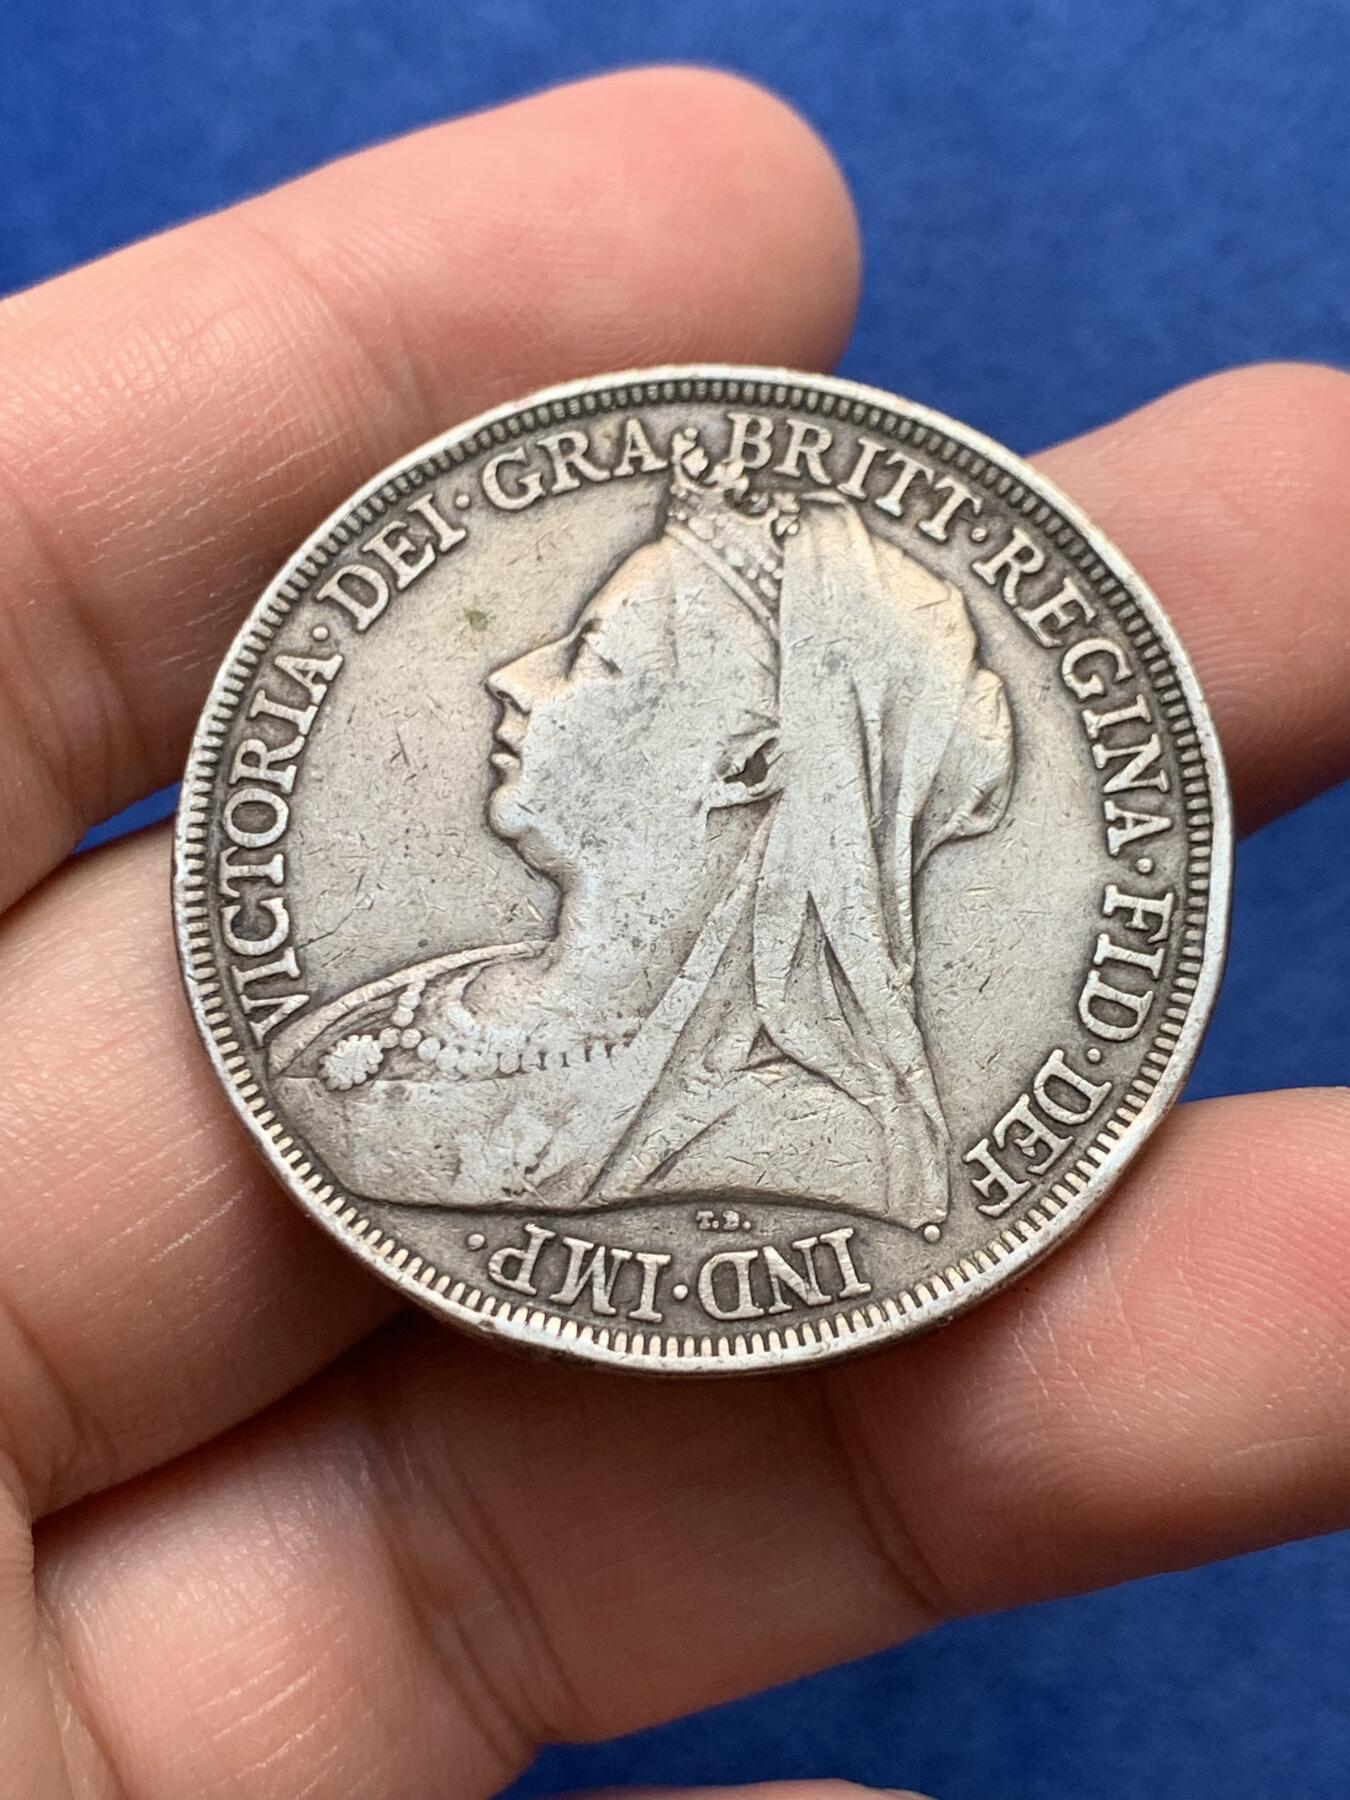 VICTORIA · DEI · GRA · BRITT · REGINA · FID · DEF · IND · IMP ·
T.B.